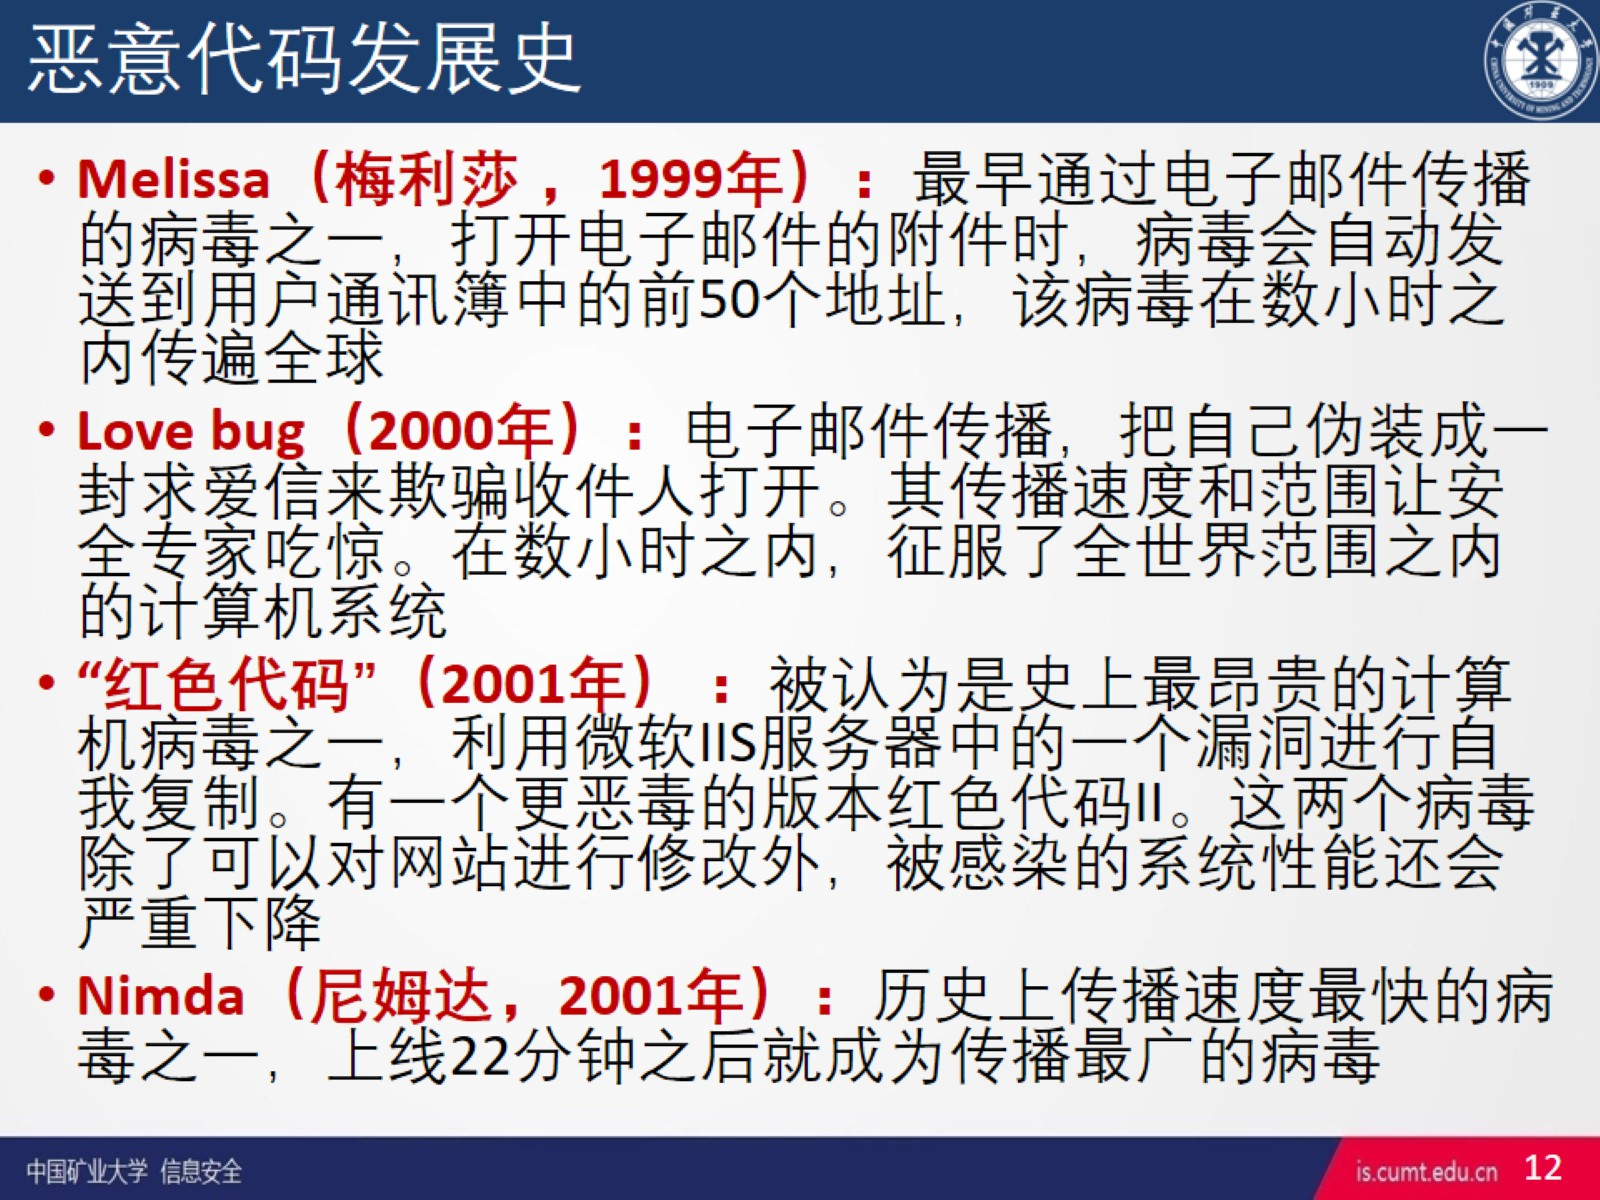 恶意代码发展史
中国矿业大学
CHINA UNIVERSITY OF MINING AND TECHNOLOGY
1909
• Melissa（梅利莎，1999年）：最早通过电子邮件传播
的病毒之一，打开电子邮件的附件时，病毒会自动发
送到用户通讯簿中的前50个地址，该病毒在数小时之
内传遍全球
• Love bug（2000年）：电子邮件传播，把自己伪装成一
封求爱信来欺骗收件人打开。其传播速度和范围让安
全专家吃惊。在数小时之内，征服了全世界范围之内
的计算机系统
• “红色代码”（2001年）：被认为是史上最昂贵的计算
机病毒之一，利用微软IIS服务器中的一个漏洞进行自
我复制。有一个更恶毒的版本红色代码II。这两个病毒
除了可以对网站进行修改外，被感染的系统性能还会
严重下降
• Nimda（尼姆达，2001年）：历史上传播速度最快的病
毒之一，上线22分钟之后就成为传播最广的病毒
中国矿业大学 信息安全
is.cumt.edu.cn 12